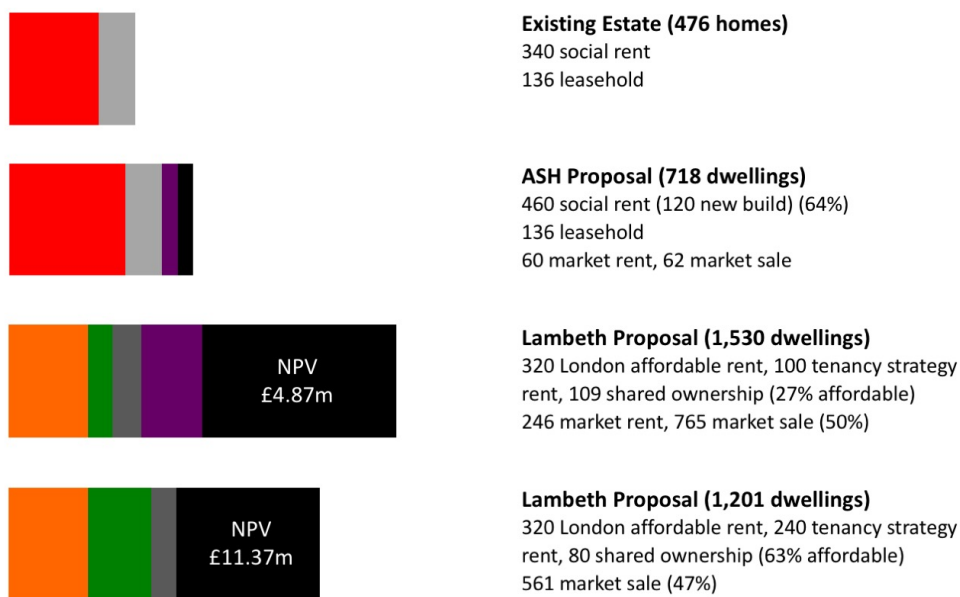 Existing Estate (476 homes)
340 social rent
136 leasehold
ASH Proposal (718 dwellings)
460 social rent (120 new build) (64%)
136 leasehold
60 market rent, 62 market sale
NPV
£4.87m
Lambeth Proposal (1,530 dwellings)
320 London affordable rent, 100 tenancy strategy
rent, 109 shared ownership (27% affordable)
246 market rent, 765 market sale (50%)
NPV
£11.37m
Lambeth Proposal (1,201 dwellings)
320 London affordable rent, 240 tenancy strategy
rent, 80 shared ownership (63% affordable)
561 market sale (47%)